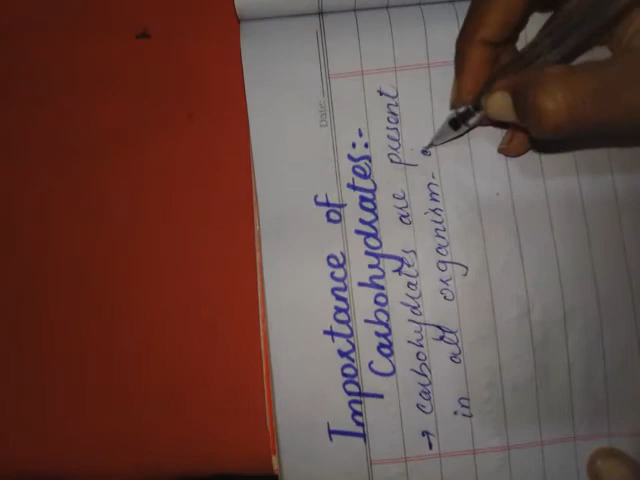 Date:
Importance of
Carbohydrates:-
→ carbohydrates are present
in all organism.